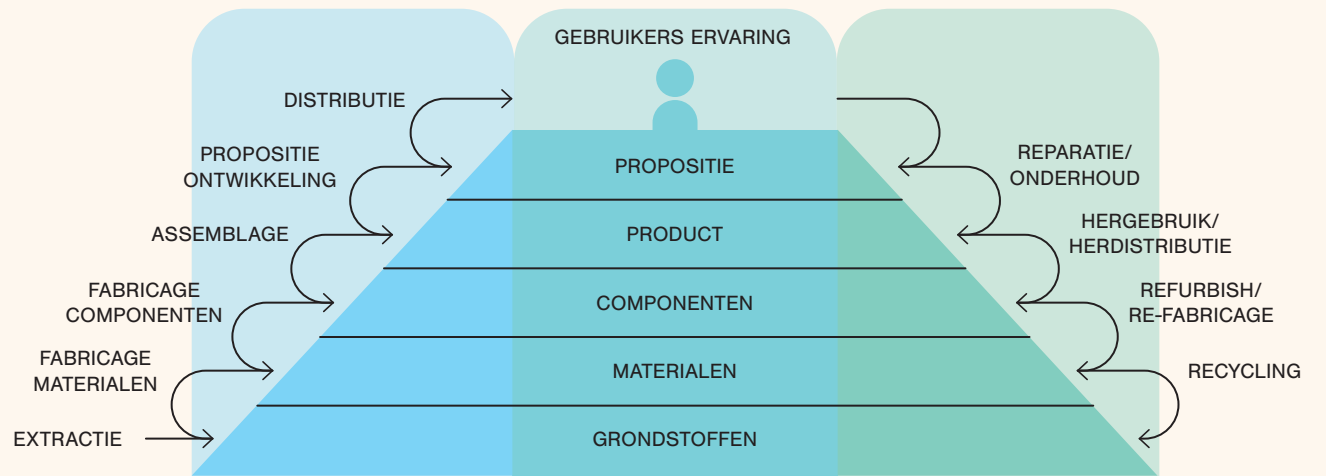 GEBRUIKERS ERVARING
DISTRIBUTIE
PROPOSITIE
ONTWIKKELING
ASSEMBLAGE
FABRICAGE
COMPONENTEN
FABRICAGE
MATERIALEN
EXTRACTIE
PROPOSITIE
PRODUCT
COMPONENTEN
MATERIALEN
GRONDSTOFFEN
REPARATIE/
ONDERHOUD
HERGEBRUIK/
HERDISTRIBUTIE
REFURBISH/
RE-FABRICAGE
RECYCLING